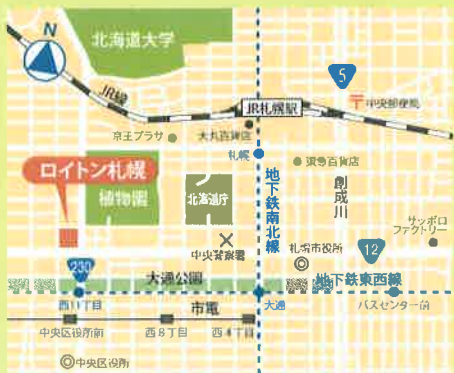 N
北海道大学
JR線
JR札幌駅
5
中央郵便局
京王プラザ
大丸百貨店
札幌
東急百貨店
ロイトン札幌
植物園
北海道庁
地下鉄南北線
創成川
サッポロ
ファクトリー
中央警察署
札幌市役所
12
230
大通公園
地下鉄東西線
西11丁目
市電
大通
バスセンター前
中央区役所前
西8丁目
西4丁目
中央区役所